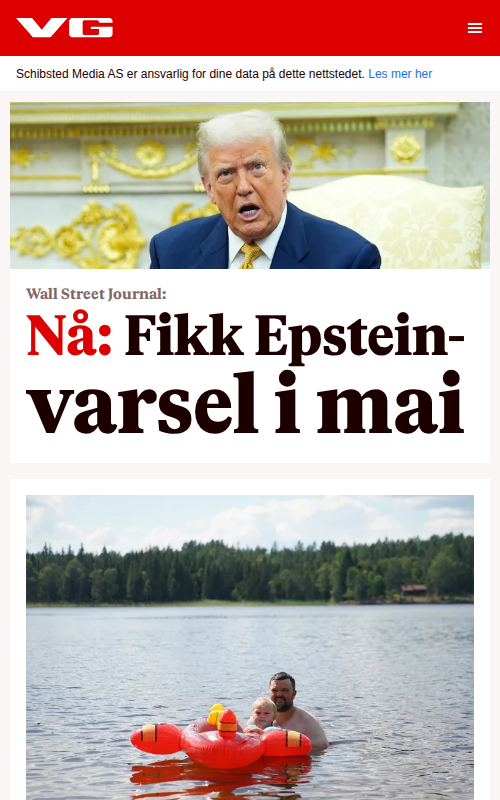 VG
Schibsted Media AS er ansvarlig for dine data på dette nettstedet. Les mer her
Wall Street Journal:
Nå: Fikk Epstein-
varsel i mai